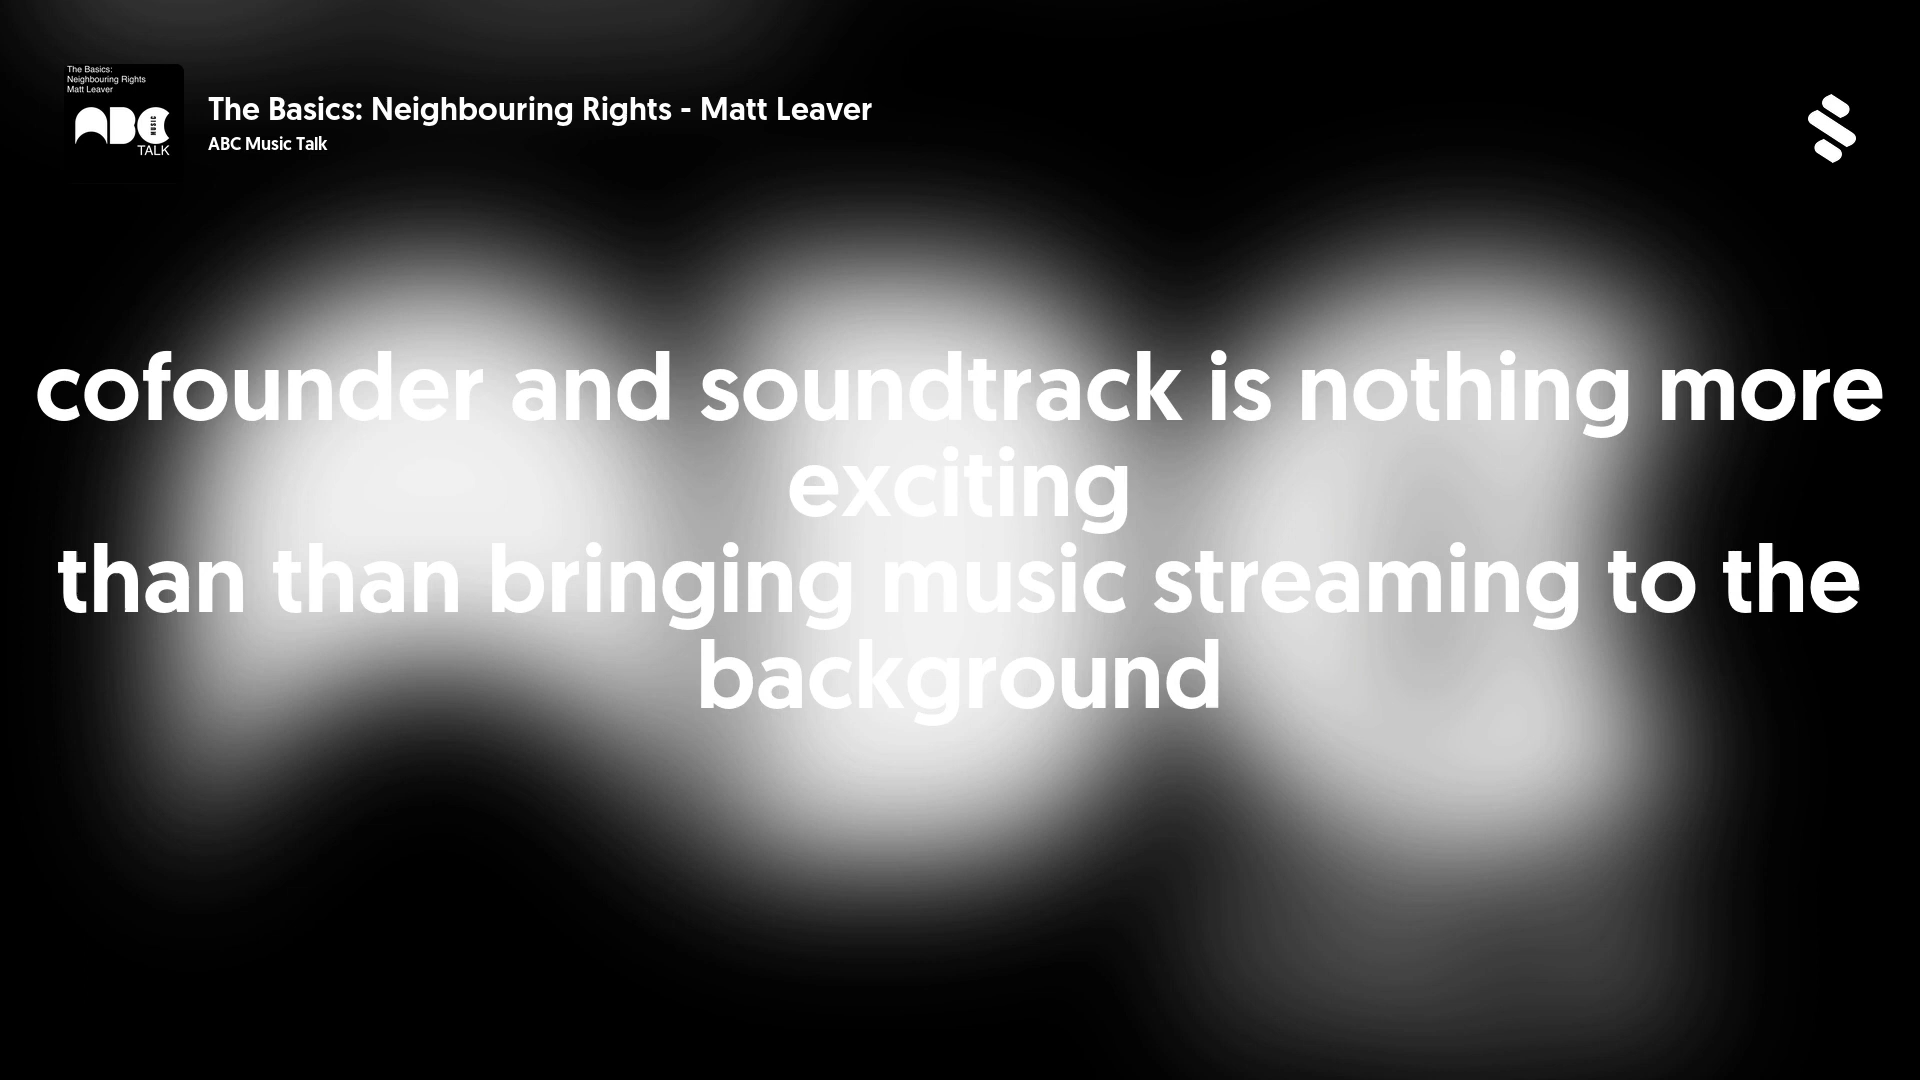 The Basics:
Neighbouring Rights
Matt Leaver
ABC MUSIC
TALK
The Basics: Neighbouring Rights - Matt Leaver
ABC Music Talk
cofounder and soundtrack is nothing more
exciting
than than bringing music streaming to the
background